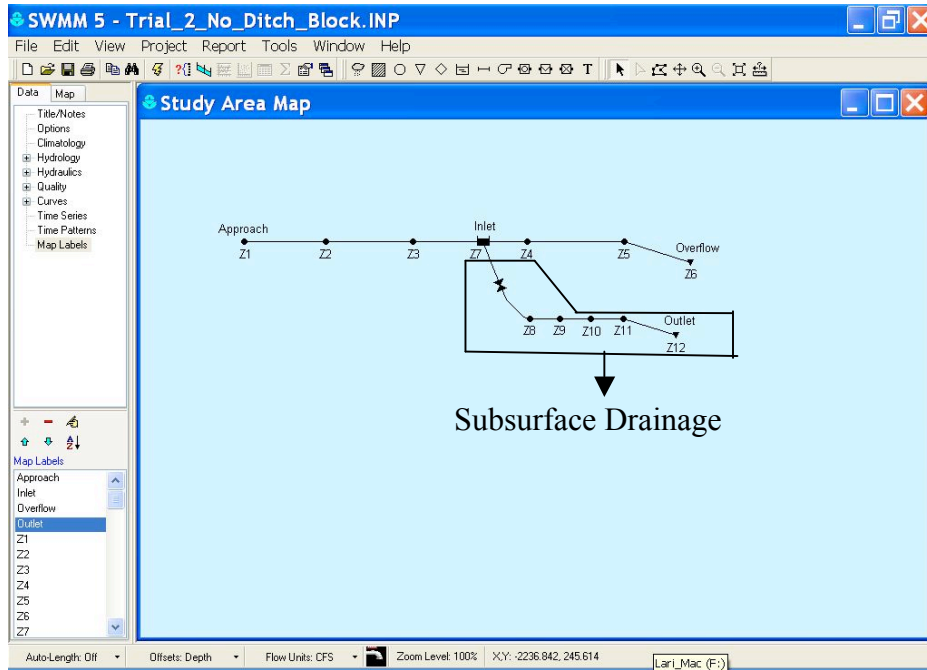 SWMM 5 - Trial_2_No_Ditch_Block.INP
File Edit View Project Report Tools Window Help
T
Data Map
Study Area Map
Title/Notes
Options
Climatology
Hydrology
Hydraulics
Quality
Curves
Time Series
Time Patterns
Map Labels
Approach Inlet Overflow
Z1 Z2 Z3 Z7 Z4 Z5 Z6
Outlet
Z8 Z9 Z10 Z11 Z12
Subsurface Drainage
Map Labels
Approach
Inlet
Overflow
Outlet
Z1
Z2
Z3
Z4
Z5
Z6
Z7
Auto-Length: Off Offsets: Depth Flow Units: CFS Zoom Level: 100% X,Y: -2236.842, 245.614
Lari_Mac (F:)